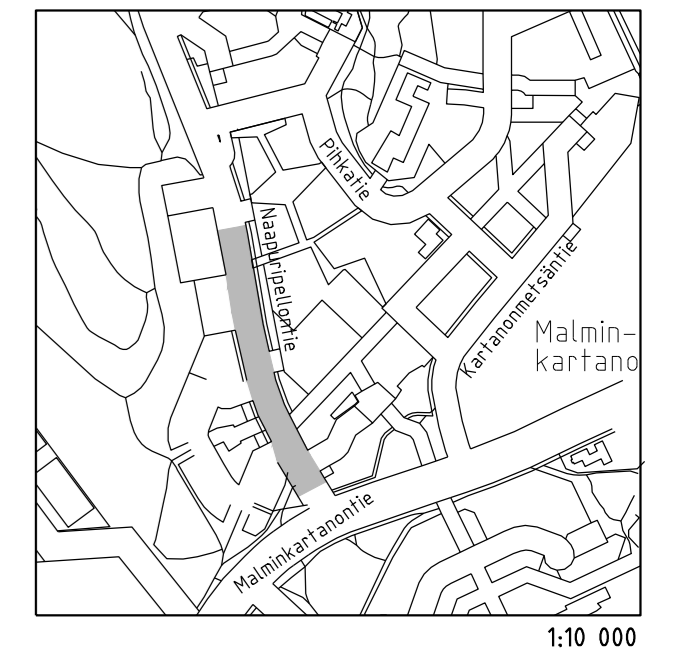 Pihkatie
Naapuripellontie
Kartanonmetsäntie
Malmin-
kartano
Malminkartanontie
1:10 000